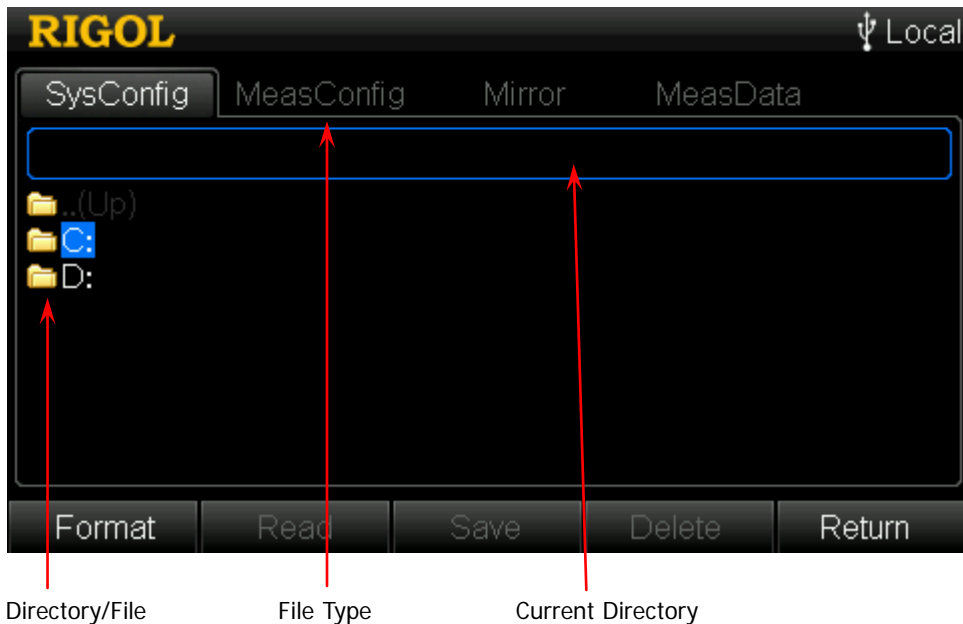 RIGOL Local
SysConfig MeasConfig Mirror MeasData
..(Up)
C:
D:
Format Read Save Delete Return
Directory/File File Type Current Directory